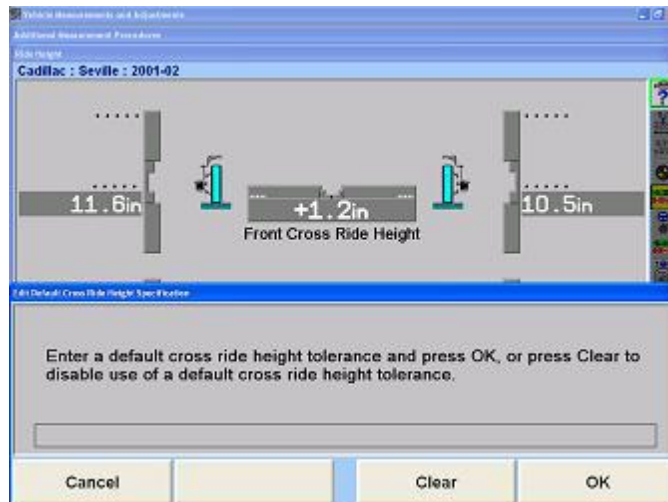 Vehicle Measurements and Adjustments
Additional Measurement Procedures
Ride Height
Cadillac : Seville : 2001-02
11.6in
+1.2in
10.5in
Front Cross Ride Height
Edit Default Cross Ride Height Specification
Enter a default cross ride height tolerance and press OK, or press Clear to
disable use of a default cross ride height tolerance.
Cancel
Clear
OK